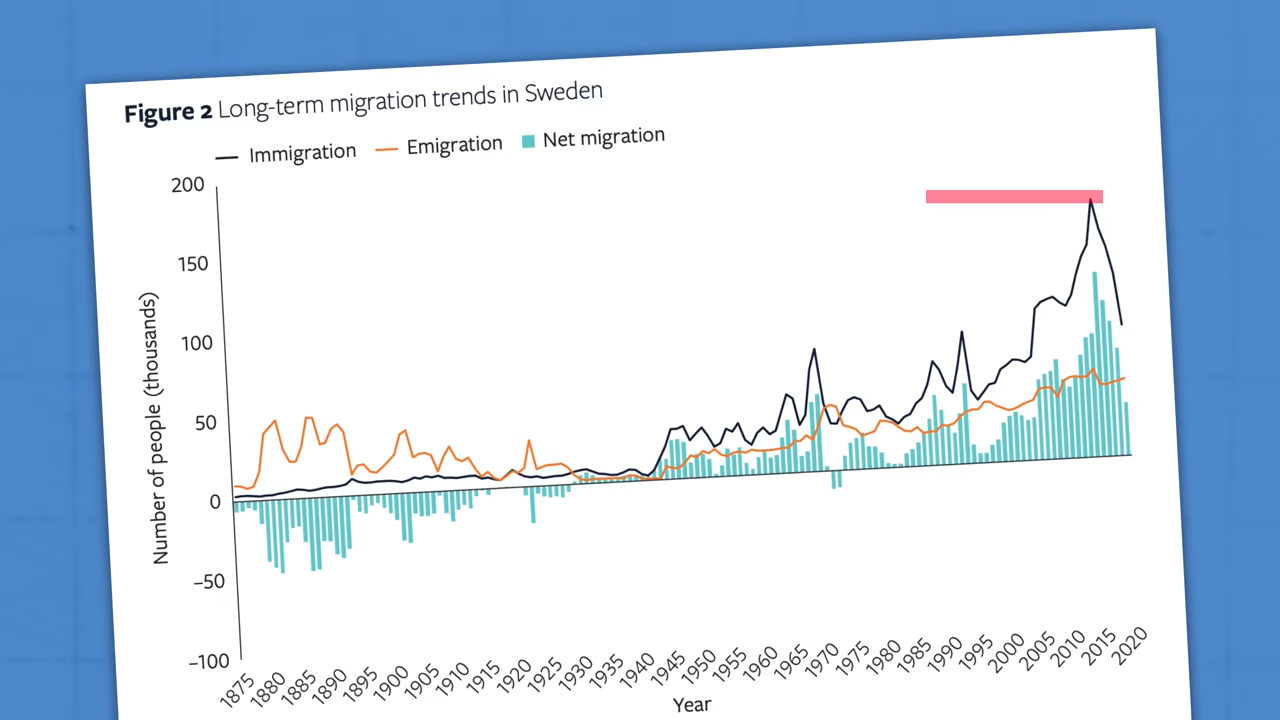 Figure 2 Long-term migration trends in Sweden
Immigration Emigration Net migration
Number of people (thousands)
200
150
100
50
0
–50
–100
1875 1880 1885 1890 1895 1900 1905 1910 1915 1920 1925 1930 1935 1940 1945 1950 1955 1960 1965 1970 1975 1980 1985 1990 1995 2000 2005 2010 2015 2020
Year